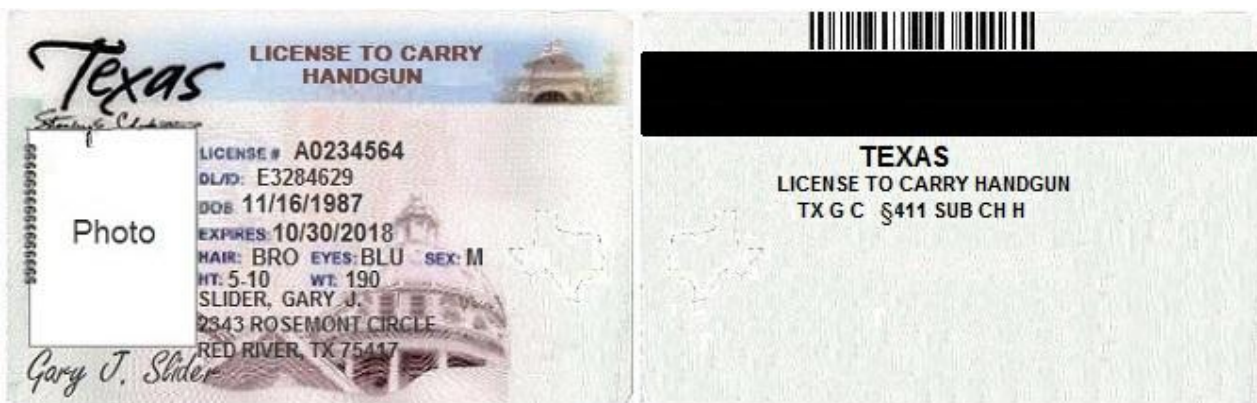 Texas
LICENSE TO CARRY
HANDGUN
LICENSE # A0234564
DL/ID: E3284629
DOB 11/16/1987
EXPIRES: 10/30/2018
HAIR: BRO EYES: BLU SEX: M
HT: 5-10 WT: 190
SLIDER, GARY J.
2343 ROSEMONT CIRCLE
RED RIVER, TX 75417
Photo
Gary J. Slider
TEXAS
LICENSE TO CARRY HANDGUN
TX G C §411 SUB CH H